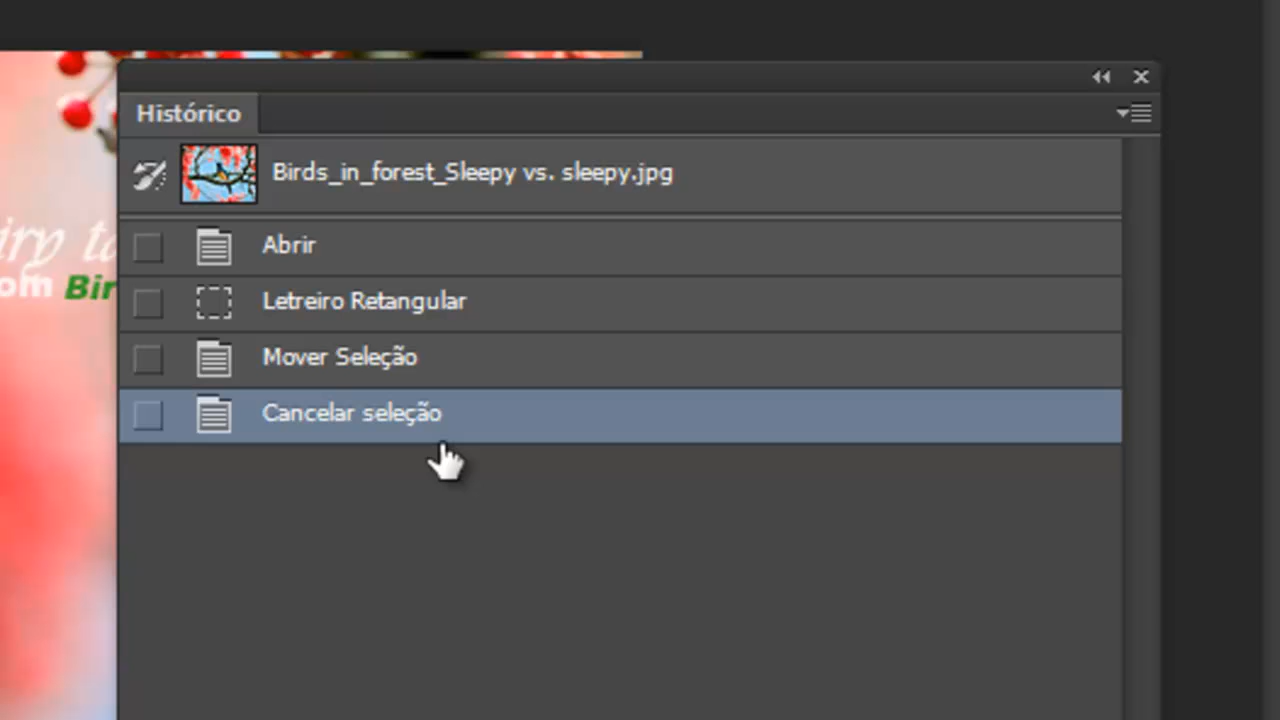 Histórico
Birds_in_forest_Sleepy vs. sleepy.jpg
Abrir
Letreiro Retangular
Mover Seleção
Cancelar seleção